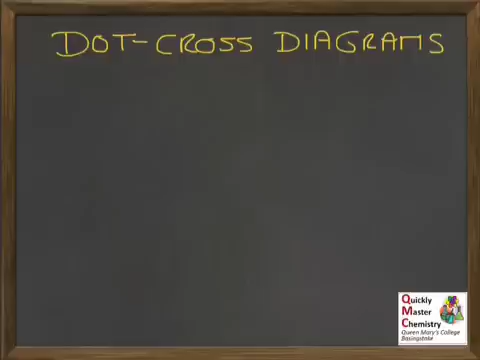 DOT-CROSS DIAGRAMS
Quickly
Master
Chemistry
Queen Mary's College
Basingstoke